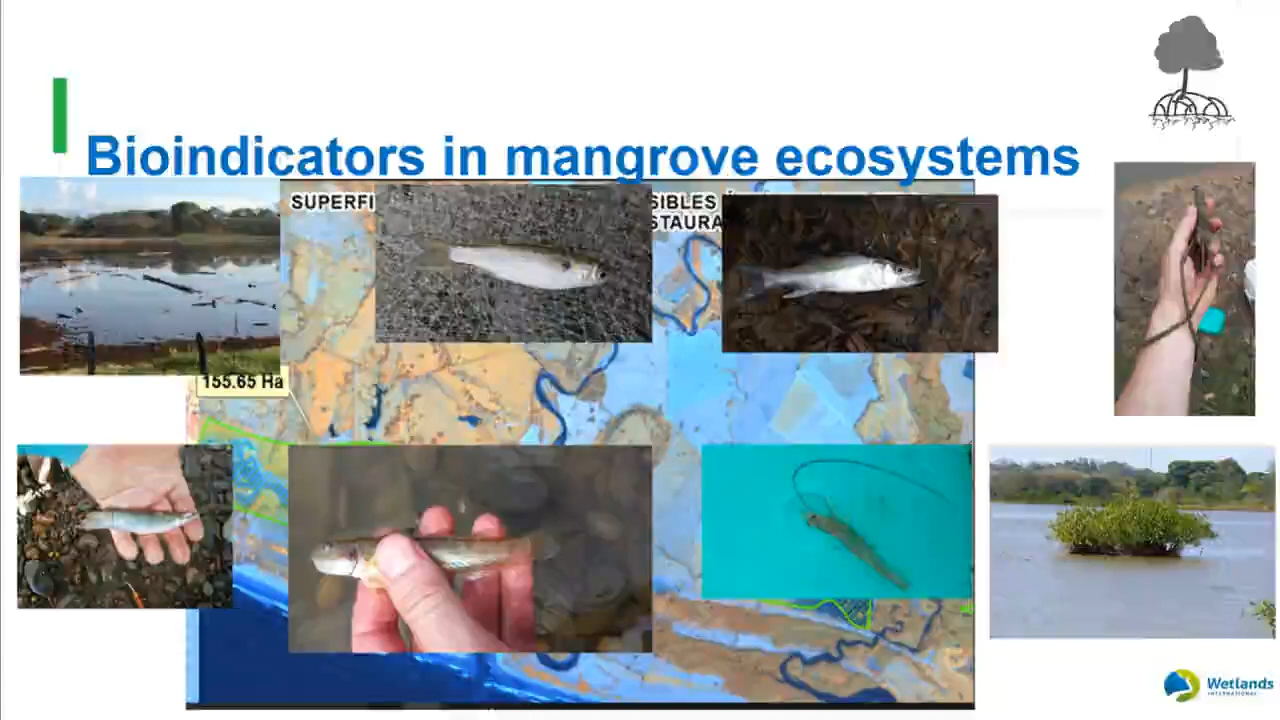 Bioindicators in mangrove ecosystems
SUPERFI
SIBLES
STAURA
155.65 Ha
Wetlands
INTERNATIONAL